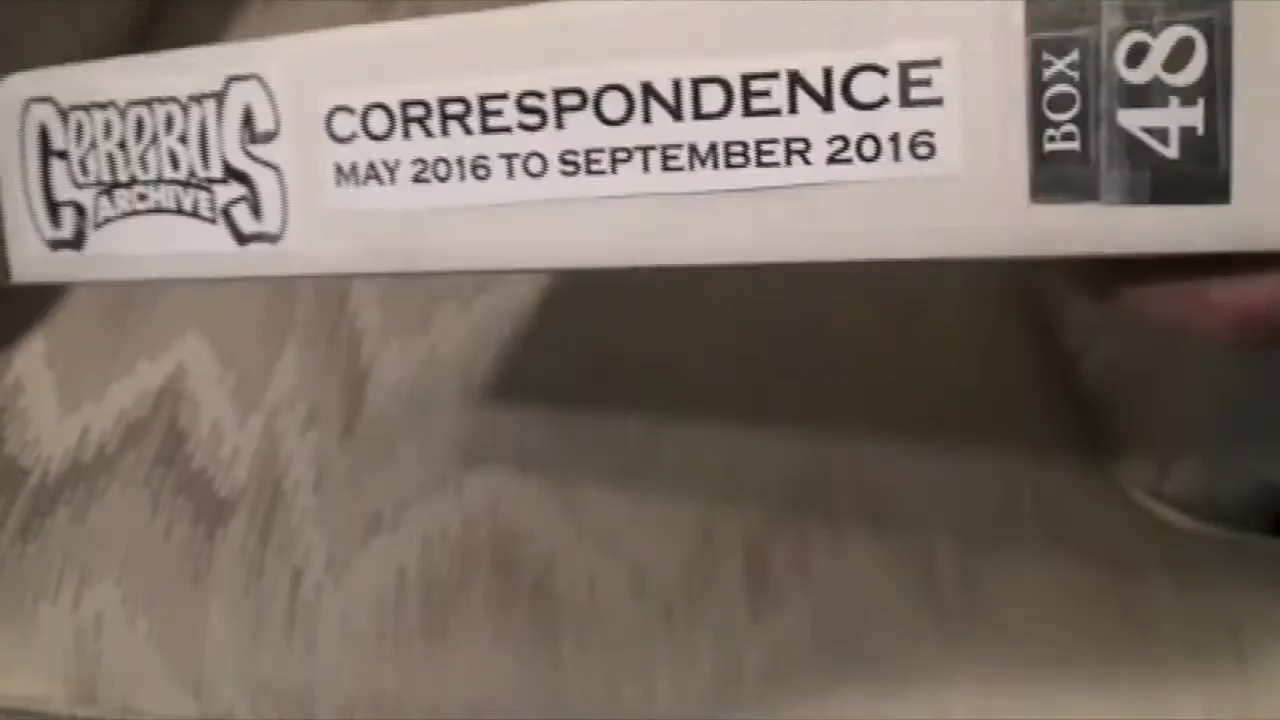 CEREBUS
ARCHIVE
CORRESPONDENCE
MAY 2016 TO SEPTEMBER 2016
BOX
48